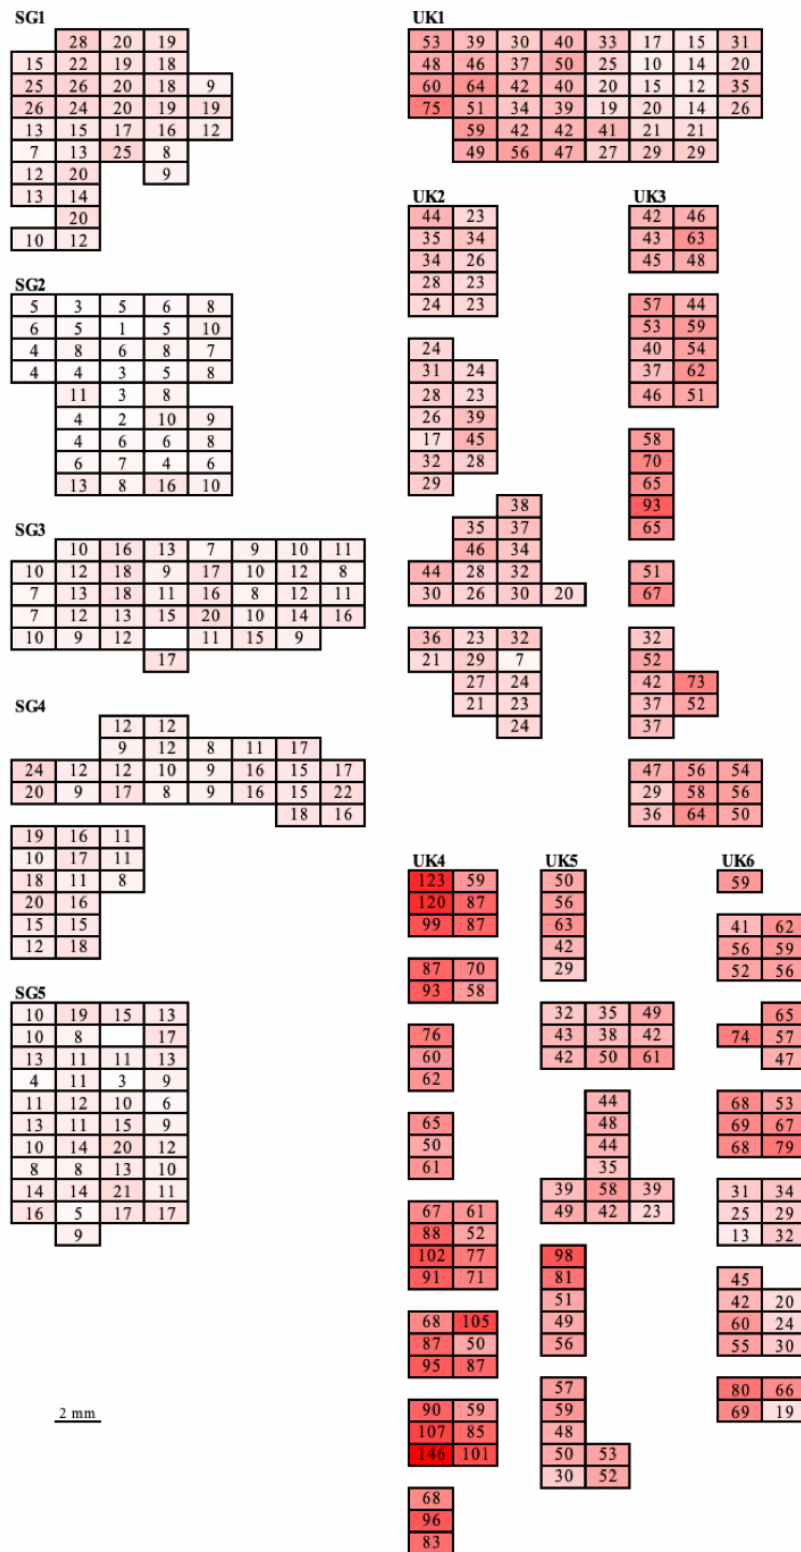 SG1
28 20 19
15 22 19 18
25 26 20 18 9
26 24 20 19 19
13 15 17 16 12
7 13 25 8
12 20 9
13 14
20
10 12
SG2
5 3 5 6 8
6 5 1 5 10
4 8 6 8 7
4 4 3 5 8
11 3 8
4 2 10 9
4 6 6 8
6 7 4 6
13 8 16 10
SG3
10 16 13 7 9 10 11
10 12 18 9 17 10 12 8
7 13 18 11 16 8 12 11
7 12 13 15 20 10 14 16
10 9 12 11 15 9
17
SG4
12 12
9 12 8 11 17
24 12 12 10 9 16 15 17
20 9 17 8 9 16 15 22
18 16
19 16 11
10 17 11
18 11 8
20 16
15 15
12 18
SG5
10 19 15 13
10 8 17
13 11 11 13
4 11 3 9
11 12 10 6
13 11 15 9
10 14 20 12
8 8 13 10
14 14 21 11
16 5 17 17
9
2 mm
UK1
53 39 30 40 33 17 15 31
48 46 37 50 25 10 14 20
60 64 42 40 20 15 12 35
75 51 34 39 19 20 14 26
59 42 42 41 21 21
49 56 47 27 29 29
UK2
44 23
35 34
34 26
28 23
24 23
24
31 24
28 23
26 39
17 45
32 28
29
38
35 37
46 34
44 28 32
30 26 30 20
36 23 32
21 29 7
27 24
21 23
24
UK3
42 46
43 63
45 48
57 44
53 59
40 54
37 62
46 51
58
70
65
93
65
51
67
32
52
42 73
37 52
37
47 56 54
29 58 56
36 64 50
UK4
123 59
120 87
99 87
87 70
93 58
76
60
62
65
50
61
67 61
88 52
102 77
91 71
68 105
87 50
95 87
90 59
107 85
146 101
68
96
83
UK5
50
56
63
42
29
32 35 49
43 38 42
42 50 61
44
48
44
35
39 58 39
49 42 23
98
81
51
49
56
57
59
48
50 53
30 52
UK6
59
41 62
56 59
52 56
65
74 57
47
68 53
69 67
68 79
31 34
25 29
13 32
45
42 20
60 24
55 30
80 66
69 19